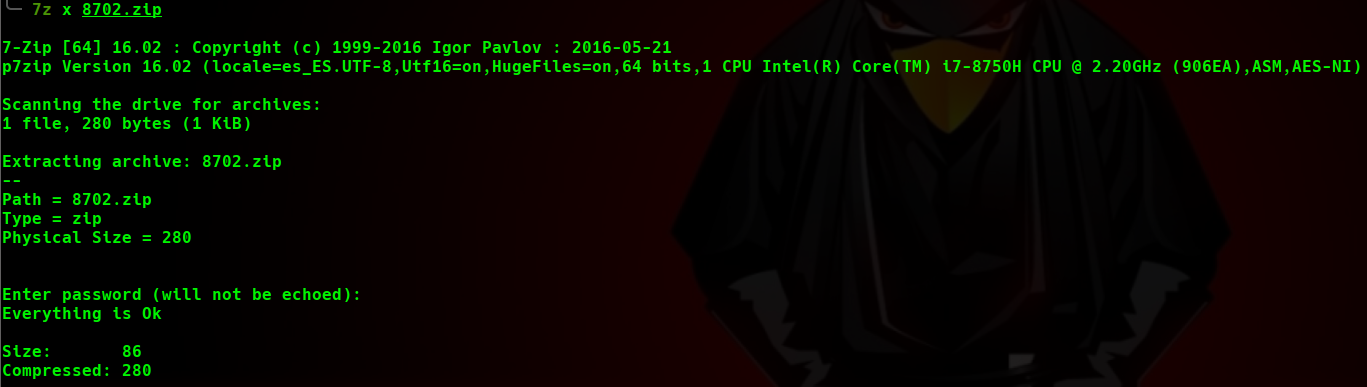 7z x 8702.zip
7-Zip [64] 16.02 : Copyright (c) 1999-2016 Igor Pavlov : 2016-05-21
p7zip Version 16.02 (locale=es_ES.UTF-8,Utf16=on,HugeFiles=on,64 bits,1 CPU Intel(R) Core(TM) i7-8750H CPU @ 2.20GHz (906EA),ASM,AES-NI)
Scanning the drive for archives:
1 file, 280 bytes (1 KiB)
Extracting archive: 8702.zip
--
Path = 8702.zip
Type = zip
Physical Size = 280
Enter password (will not be echoed):
Everything is Ok
Size:       86
Compressed: 280